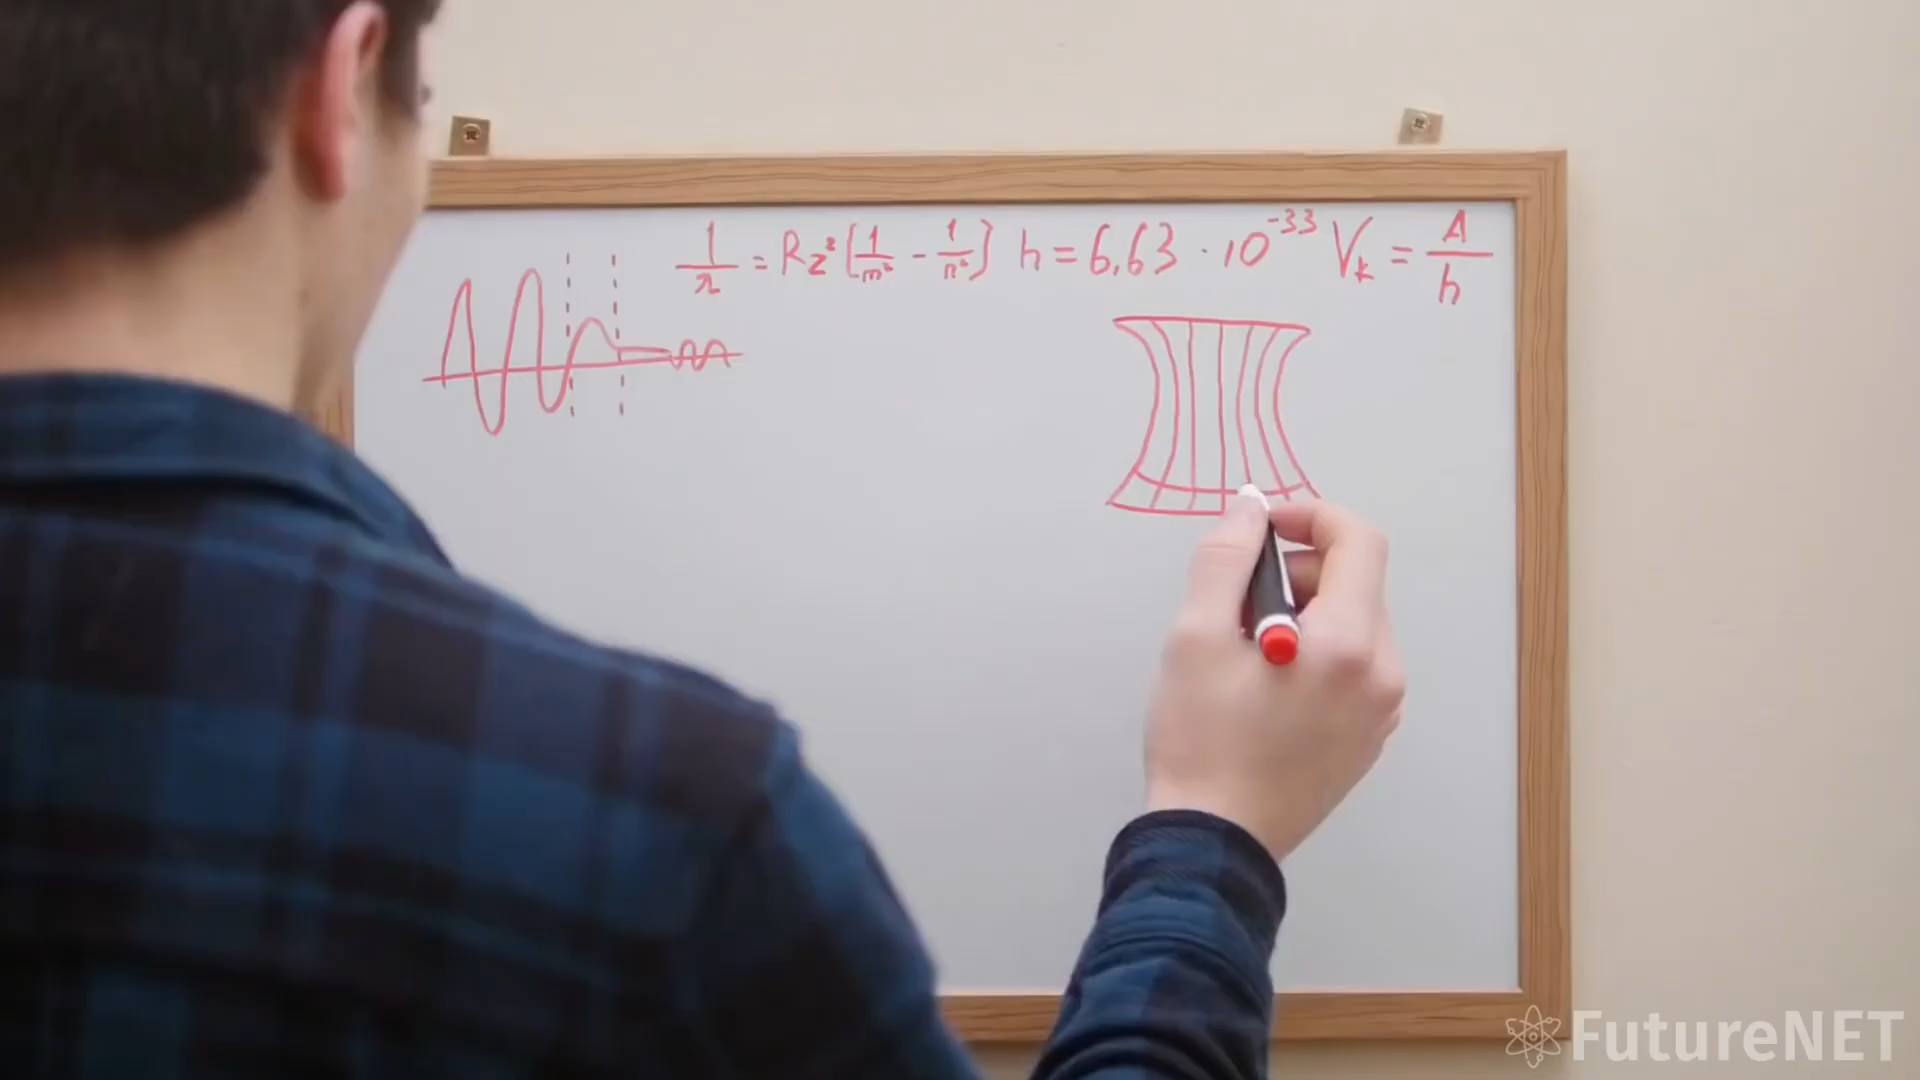 1/λ = Rz²[1/m² - 1/n²] h = 6,63 · 10⁻³³ Vₖ = A/h
FutureNET